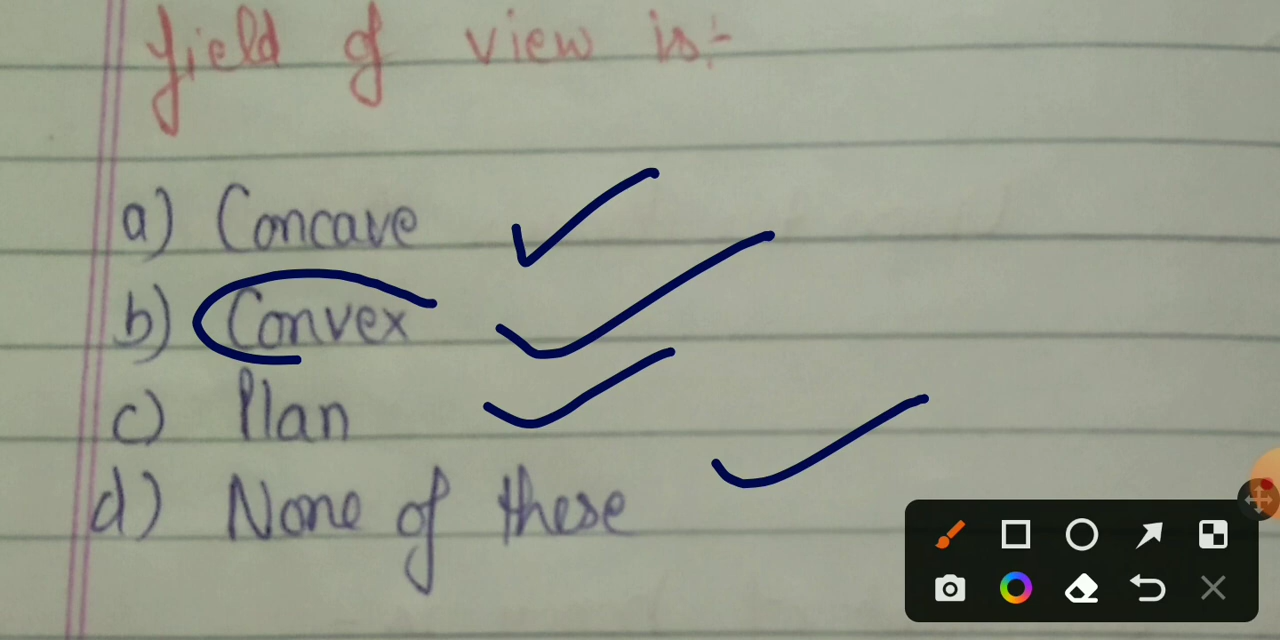 field of view is:-
a) Concave
b) Convex
c) Plan
d) None of these